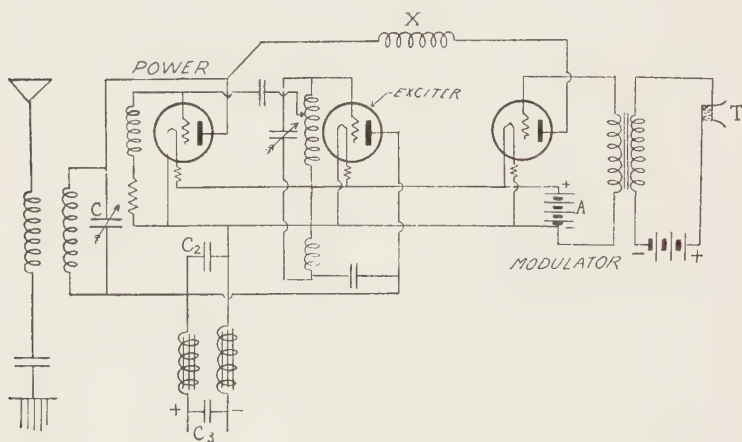 X
POWER
EXCITER
T
C
+
A
-
C2
MODULATOR
- +
+ C3 -